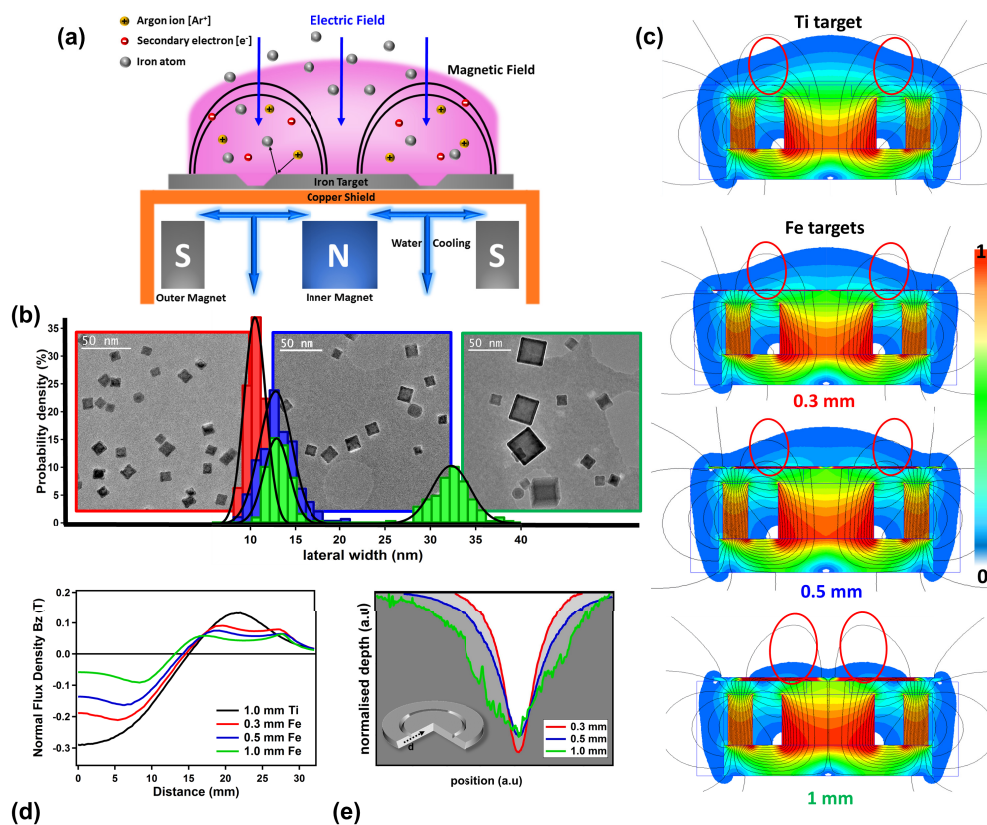 (a)
Argon ion [Ar⁺]
Secondary electron [e⁻]
Iron atom
Electric Field
Magnetic Field
Iron Target
Copper Shield
S
N
S
Water
Cooling
Outer Magnet
Inner Magnet
(b)
50 nm
50 nm
50 nm
Probability density (%)
35
30
25
20
15
10
5
0
10 15 20 25 30 35 40
lateral width (nm)
(c)
Ti target
Fe targets
0.3 mm
0.5 mm
1 mm
1
0
(d)
Normal Flux Density Bz (T)
0.2
0.1
0.0
-0.1
-0.2
-0.3
0 5 10 15 20 25 30
Distance (mm)
1.0 mm Ti
0.3 mm Fe
0.5 mm Fe
1.0 mm Fe
(e)
normalised depth (a.u)
position (a.u)
d
0.3 mm
0.5 mm
1.0 mm